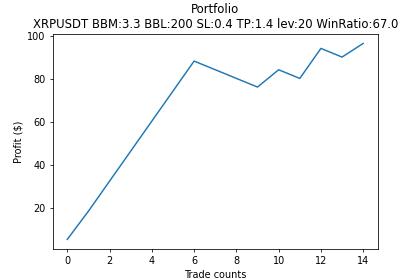 Portfolio
XRPUSDT BBM:3.3 BBL:200 SL:0.4 TP:1.4 lev:20 WinRatio:67.0
100
80
60
40
20
Profit ($)
0 2 4 6 8 10 12 14
Trade counts